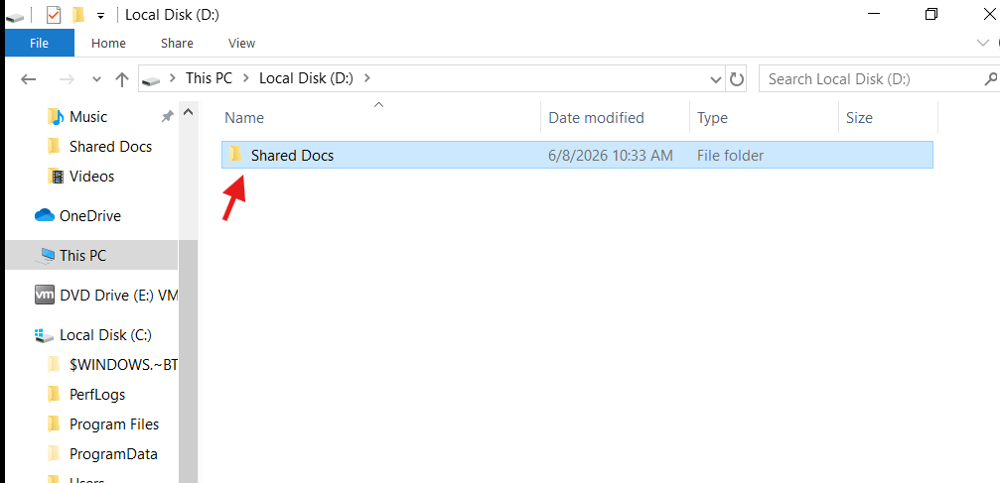 Local Disk (D:)
File Home Share View
This PC Local Disk (D:)
Search Local Disk (D:)
Music
Shared Docs
Videos
OneDrive
This PC
vm DVD Drive (E:) VM
Local Disk (C:)
$WINDOWS.~BT
PerfLogs
Program Files
ProgramData
Users
Name Date modified Type Size
Shared Docs 6/8/2026 10:33 AM File folder